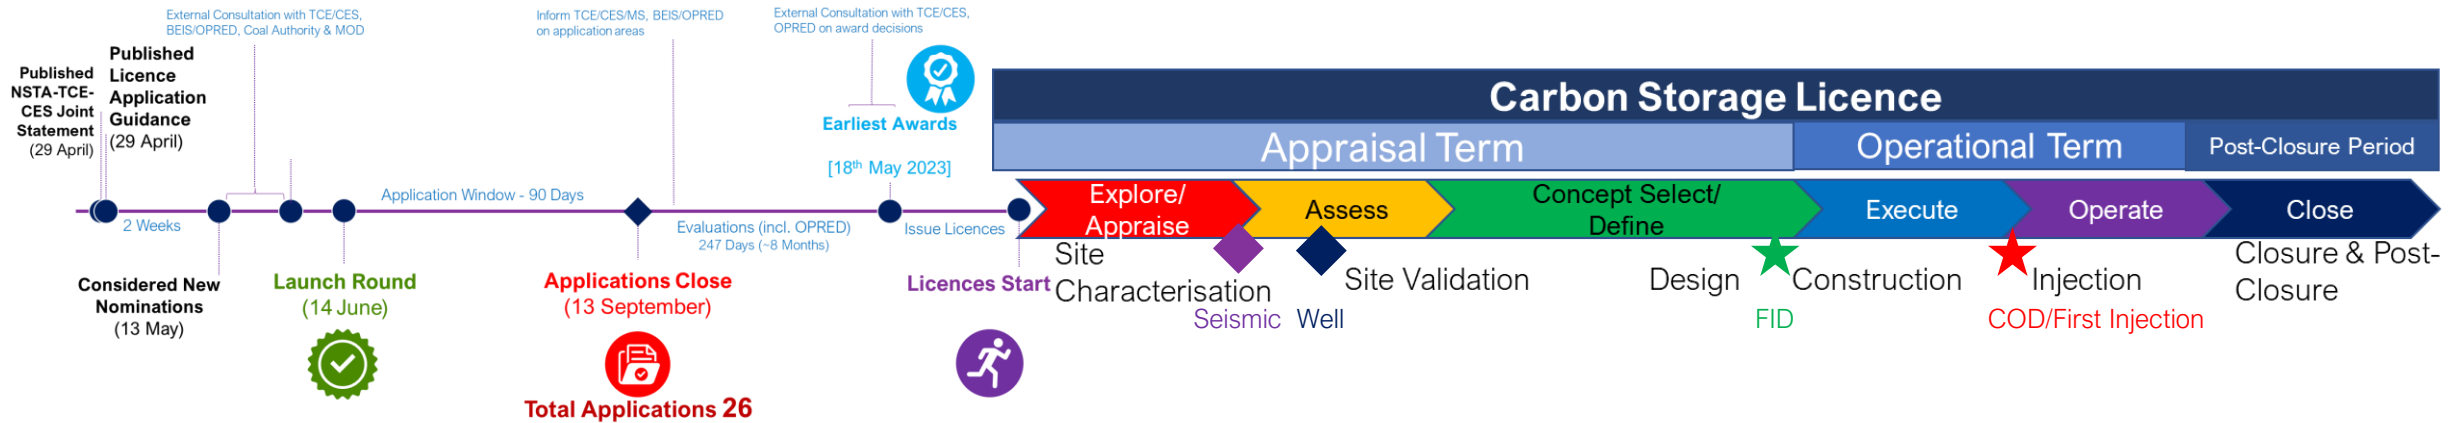 External Consultation with TCE/CES,
BEIS/OPRED, Coal Authority & MOD
Inform TCE/CES/MS, BEIS/OPRED
on application areas
External Consultation with TCE/CES,
OPRED on award decisions
Published
NSTA-TCE-
CES Joint
Statement
(29 April)
Published
Licence
Application
Guidance
(29 April)
Earliest Awards
[18th May 2023]
2 Weeks
Application Window - 90 Days
Evaluations (incl. OPRED)
247 Days (~8 Months)
Issue Licences
Considered New
Nominations
(13 May)
Launch Round
(14 June)
Applications Close
(13 September)
Total Applications 26
Licences Start
Carbon Storage Licence
Appraisal Term
Operational Term
Post-Closure Period
Explore/
Appraise
Assess
Concept Select/
Define
Execute
Operate
Close
Site
Characterisation
Site Validation
Design
Construction
Injection
Closure & Post-
Closure
Seismic
Well
FID
COD/First Injection